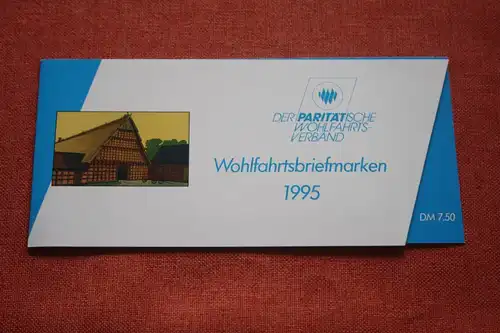 DER PARITÄTISCHE
WOHLFAHRTS-
VERBAND
Wohlfahrtsbriefmarken
1995
DM 7,50